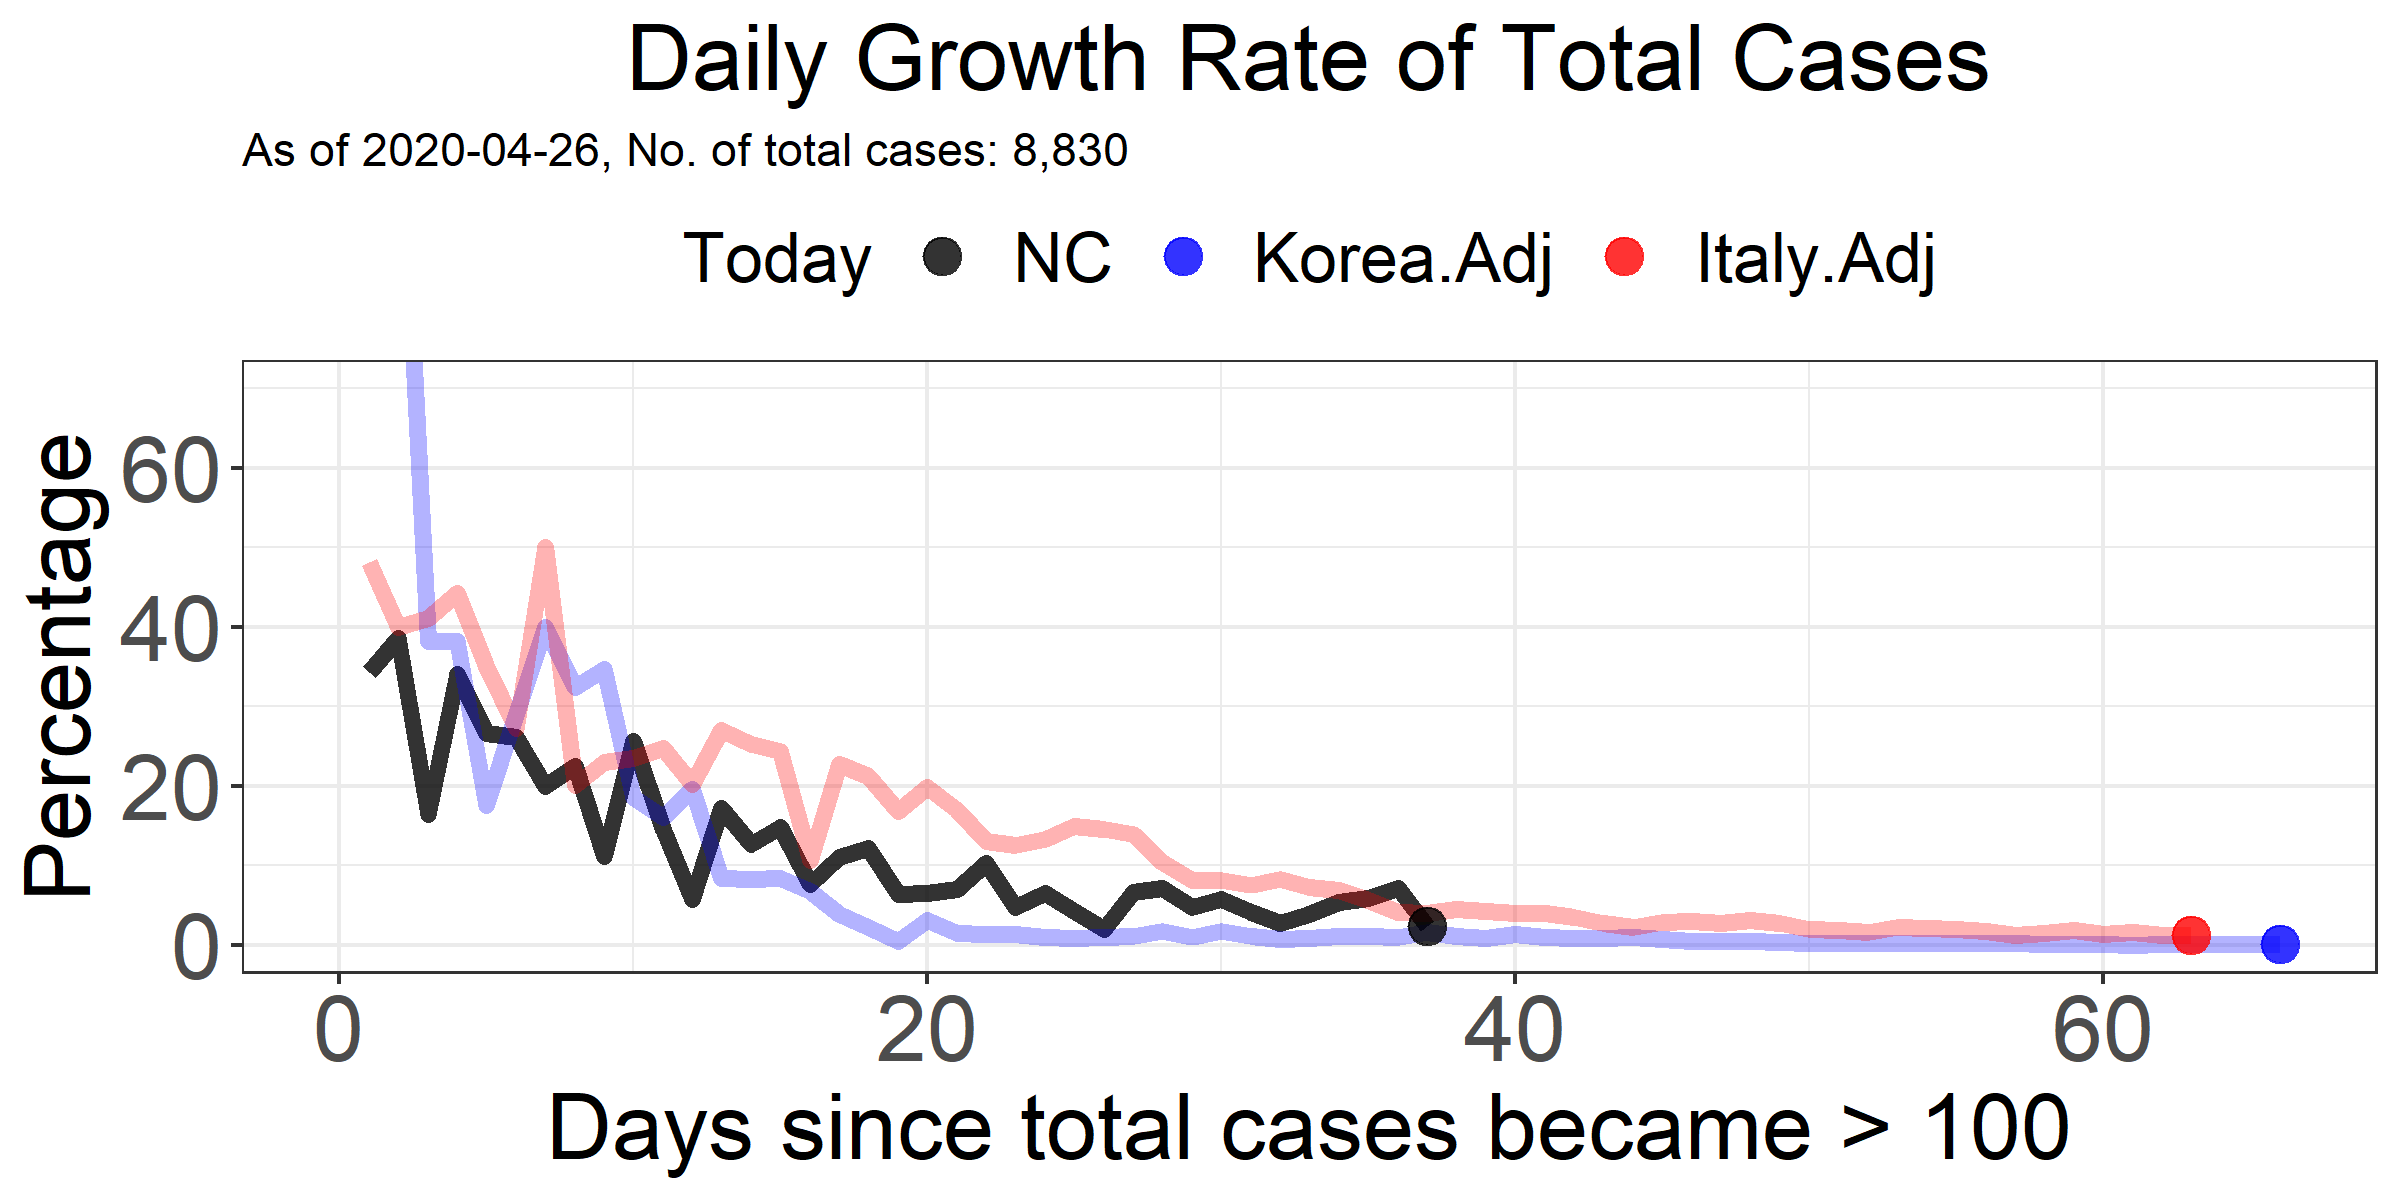 Daily Growth Rate of Total Cases
As of 2020-04-26, No. of total cases: 8,830
Today NC Korea.Adj Italy.Adj
Percentage
60
40
20
0
0 20 40 60
Days since total cases became > 100